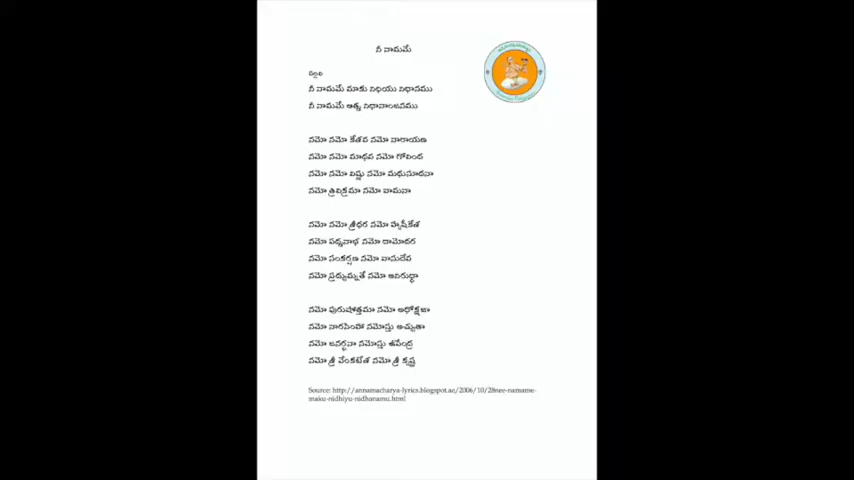 నీ నామమే
పల్లవి
నీ నామమే మాకు నిధియు నిధానము
నీ నామమే ఆత్మ నిధానాంజనము
నమో నమో కేశవ నమో నారాయణ
నమో నమో మాధవ నమో గోవింద
నమో నమో విష్ణు నమో మధుసూదనా
నమో త్రివిక్రమా నమో వామనా
నమో నమో శ్రీధర నమో హృషీకేశ
నమో పద్మనాభ నమో దామోదర
నమో సంకర్షణ నమో వాసుదేవ
నమో ప్రద్యుమ్నతే నమో అనిరుద్ధా
నమో పురుషోత్తమా నమో అధోక్షజా
నమో నారసింహా నమోస్తు అచ్యుతా
నమో జనార్దనా నమోస్తు ఉపేంద్ర
నమో శ్రీ వేంకటేశ నమో శ్రీ కృష్ణ
Source: http://annamacharya-lyrics.blogspot.ae/2006/10/28nee-namame-
maku-nidhiyu-nidhanamu.html